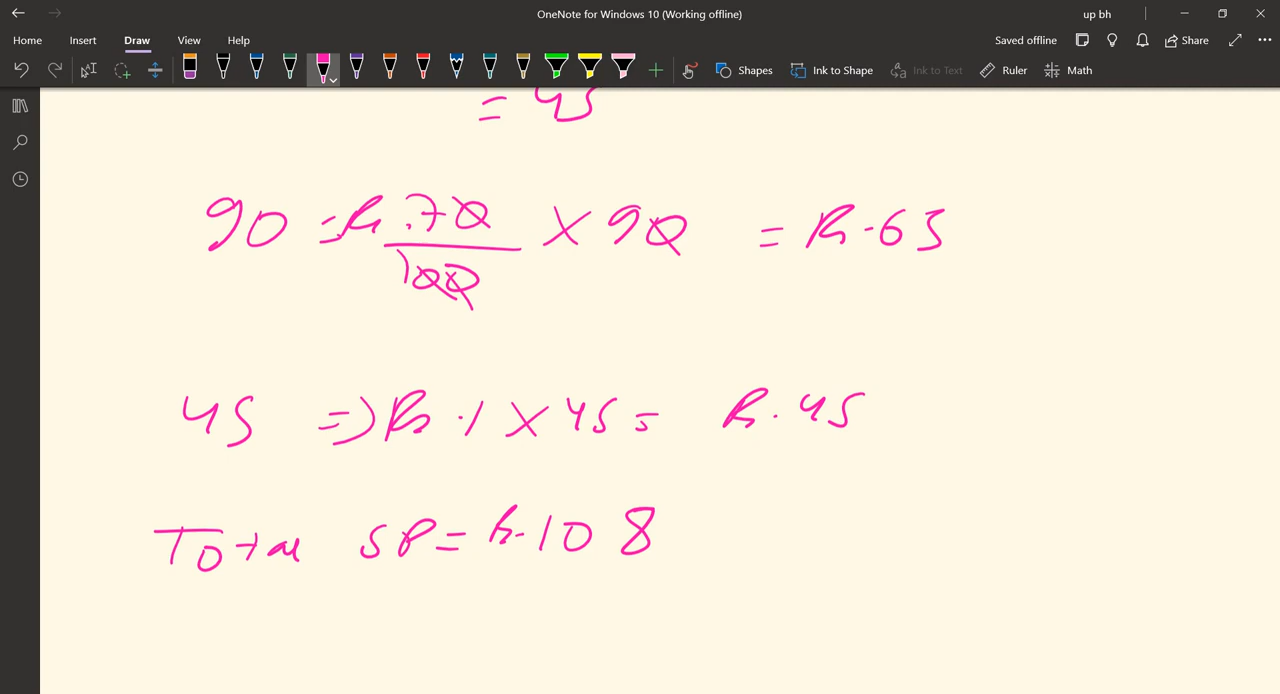 OneNote for Windows 10 (Working offline)
up bh
Home Insert Draw View Help
Saved offline
Share
Shapes Ink to Shape Ink to Text Ruler Math
= 45
90 = Rs .70/100 × 90 = Rs. 63
45 => Rs. 1 × 45 = Rs. 45
Total SP = Rs. 108